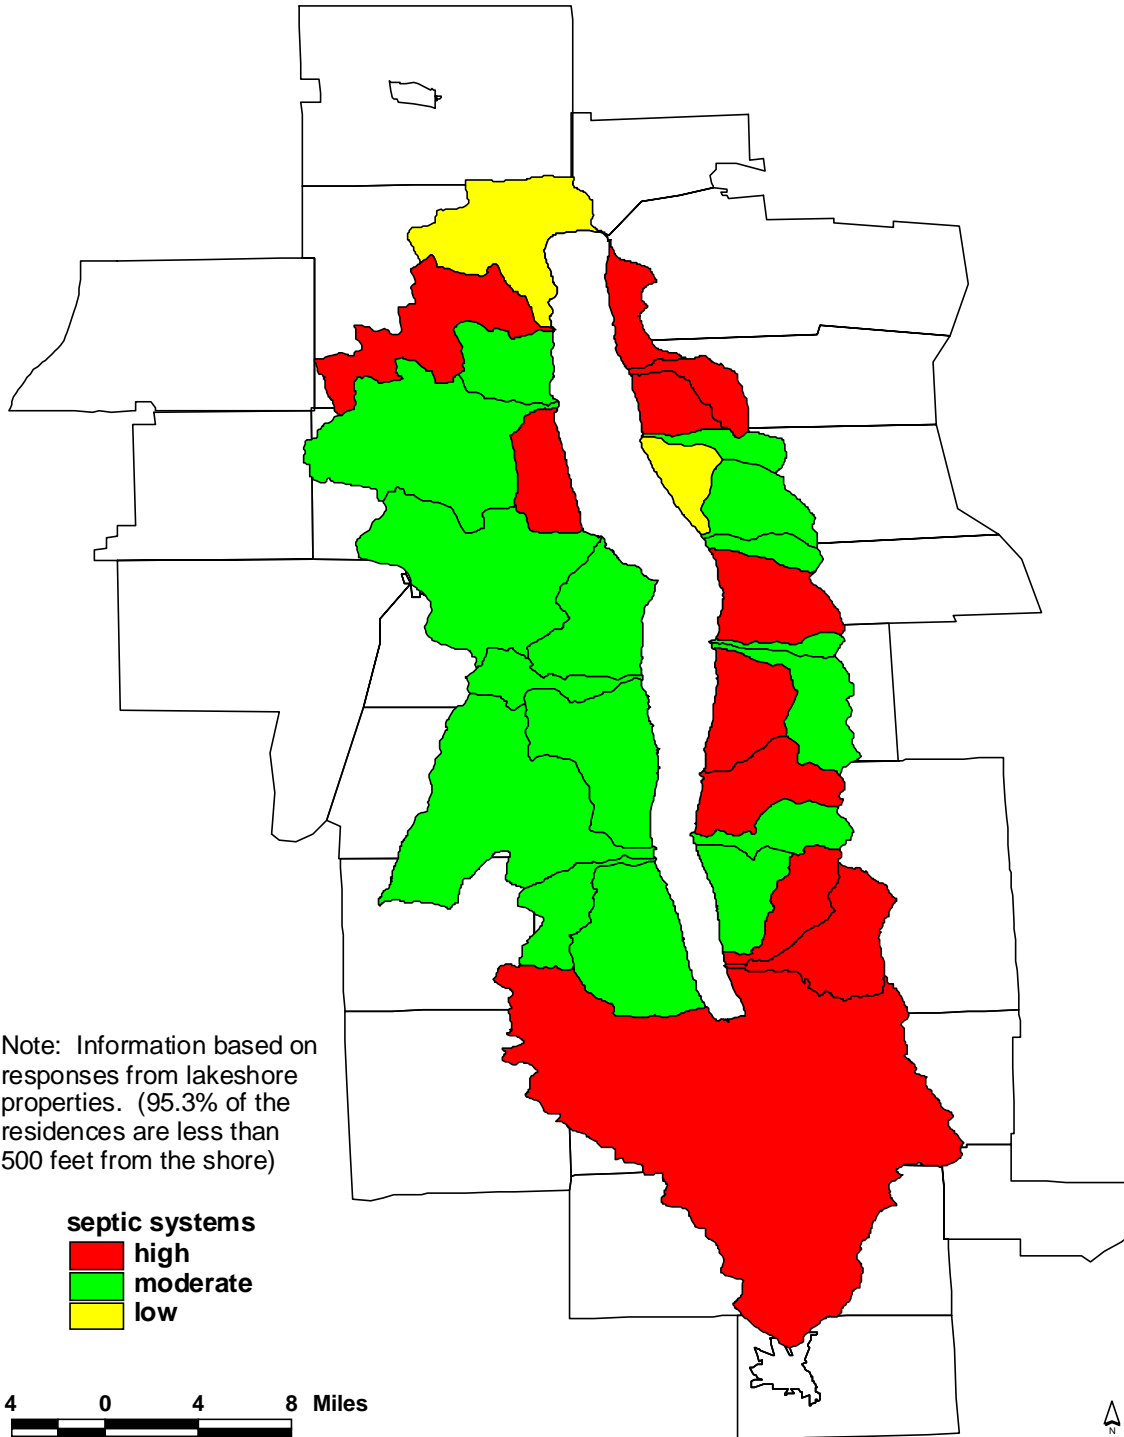 Note: Information based on
responses from lakeshore
properties. (95.3% of the
residences are less than
500 feet from the shore)
septic systems
high
moderate
low
4 0 4 8 Miles
N